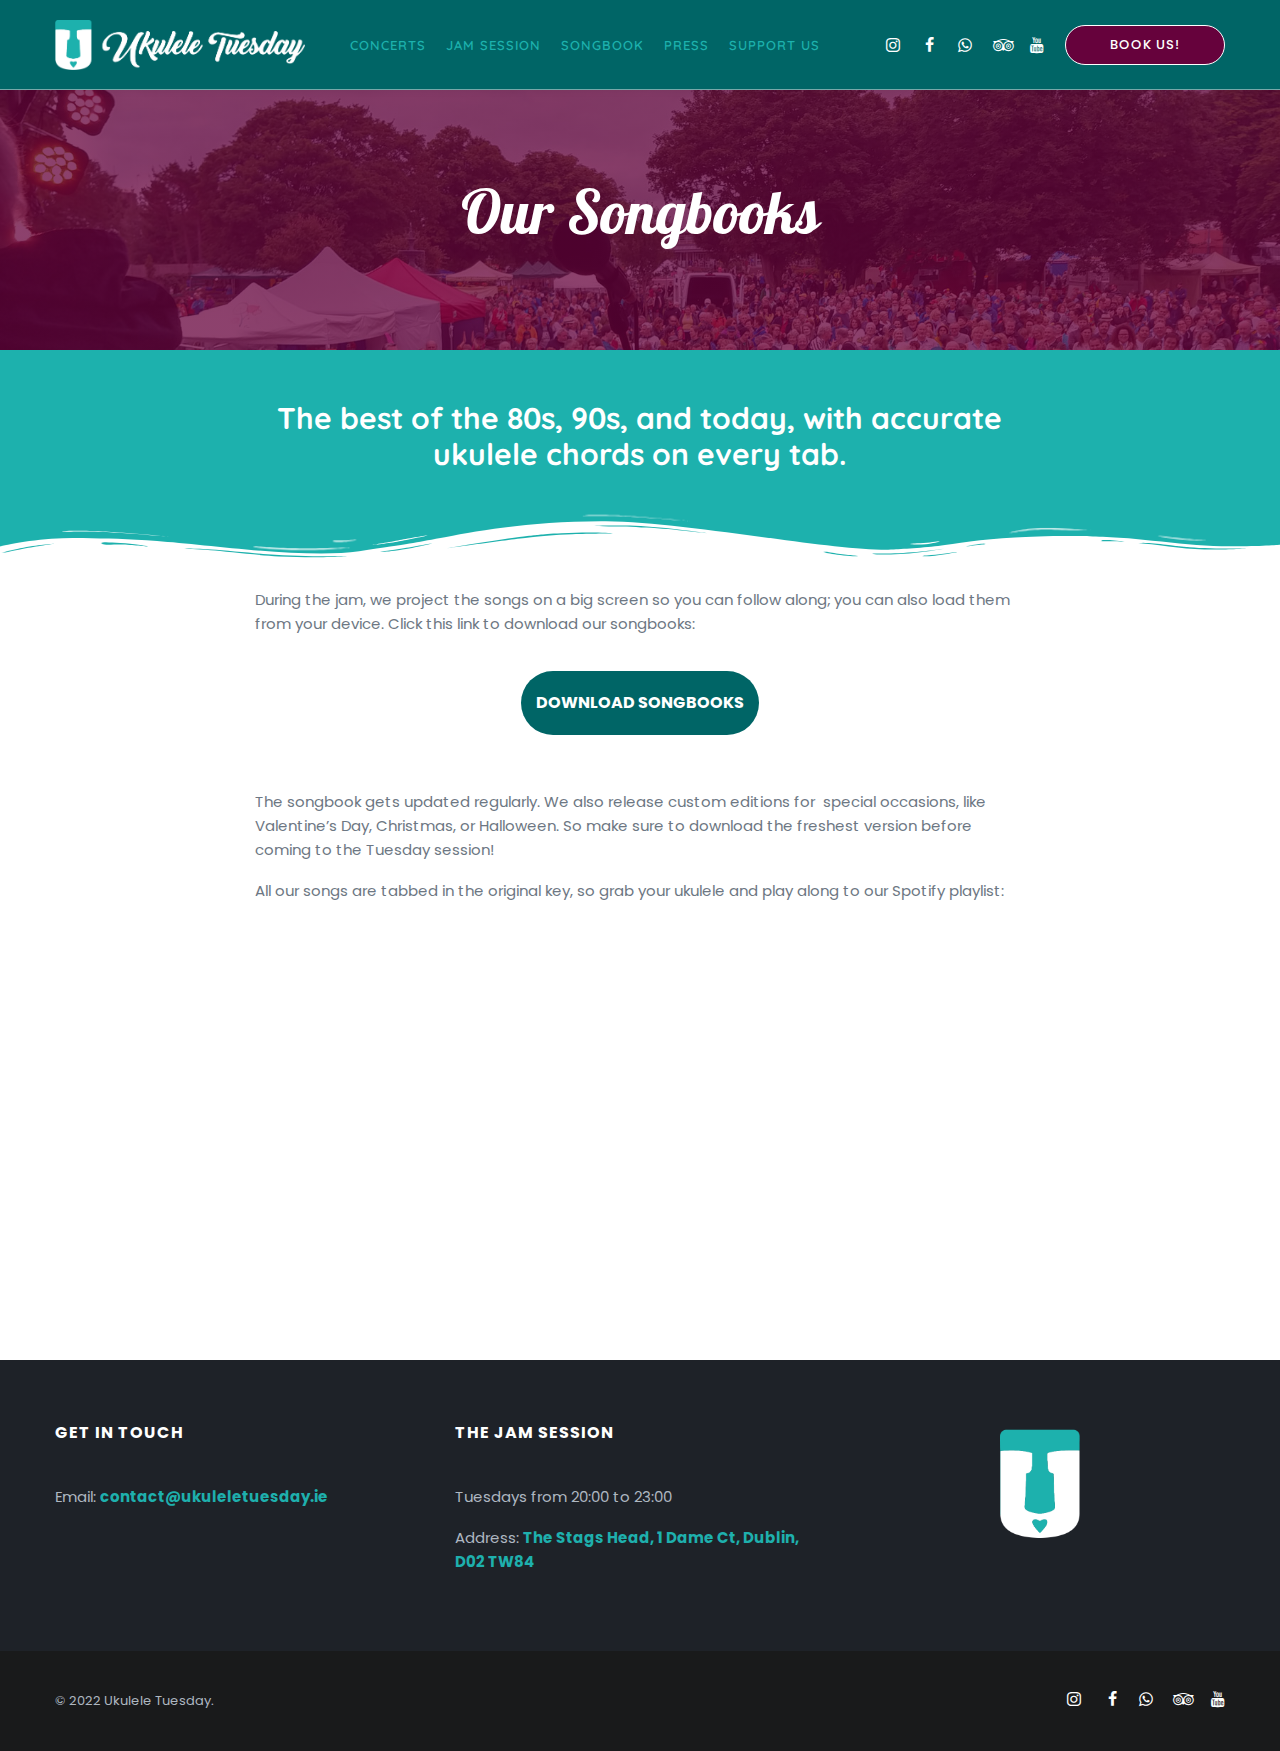 Ukulele Tuesday
CONCERTS JAM SESSION SONGBOOK PRESS SUPPORT US
You Tube
BOOK US!
Our Songbooks
The best of the 80s, 90s, and today, with accurate
ukulele chords on every tab.
During the jam, we project the songs on a big screen so you can follow along; you can also load them
from your device. Click this link to download our songbooks:
DOWNLOAD SONGBOOKS
The songbook gets updated regularly. We also release custom editions for  special occasions, like
Valentine’s Day, Christmas, or Halloween. So make sure to download the freshest version before
coming to the Tuesday session!
All our songs are tabbed in the original key, so grab your ukulele and play along to our Spotify playlist:
GET IN TOUCH
Email: contact@ukuleletuesday.ie
THE JAM SESSION
Tuesdays from 20:00 to 23:00
Address: The Stags Head, 1 Dame Ct, Dublin,
D02 TW84
© 2022 Ukulele Tuesday.
You Tube